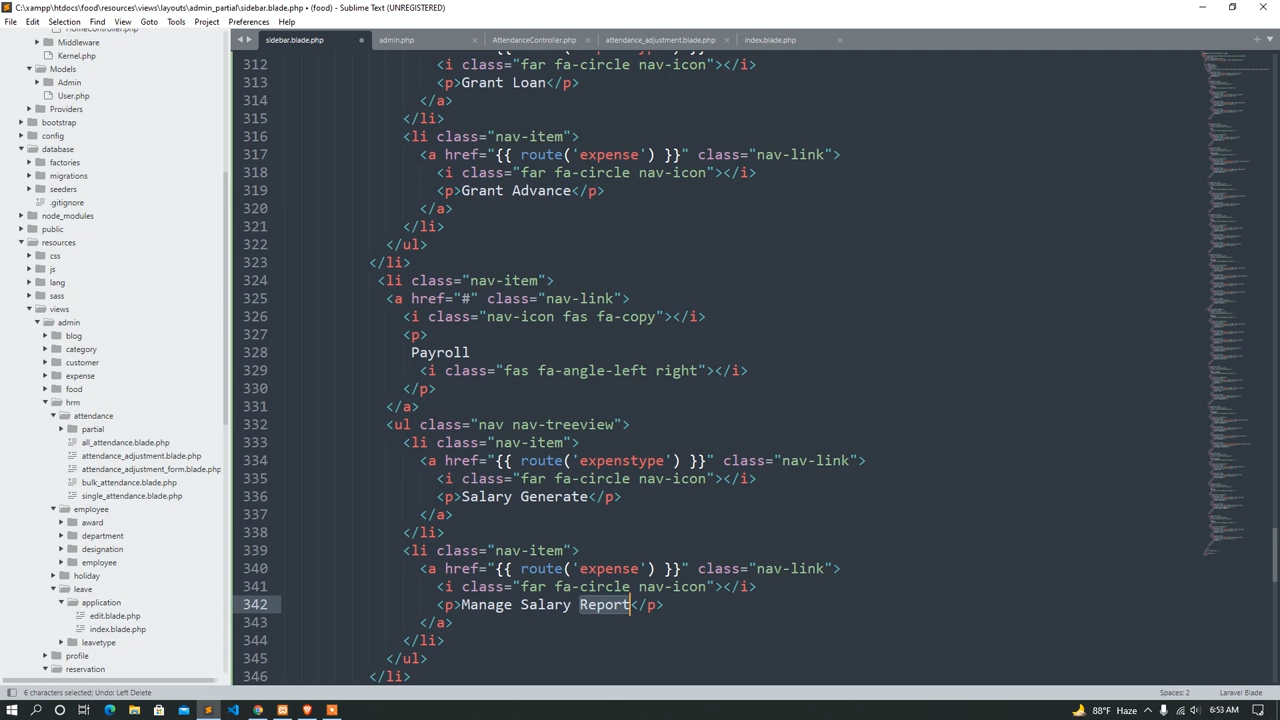 C:\xampp\htdocs\food\resources\views\layouts\admin_partial\sidebar.blade.php • (food) - Sublime Text (UNREGISTERED)
File Edit Selection Find View Goto Tools Project Preferences Help
sidebar.blade.php admin.php AttendanceController.php attendance_adjustment.blade.php index.blade.php
HomeController.php
Middleware
Kernel.php
Models
Admin
User.php
Providers
bootstrap
config
database
factories
migrations
seeders
.gitignore
node_modules
public
resources
css
js
lang
sass
views
admin
blog
category
customer
expense
food
hrm
attendance
partial
all_attendance.blade.php
attendance_adjustment.blade.php
attendance_adjustment_form.blade.php
bulk_attendance.blade.php
single_attendance.blade.php
employee
award
department
designation
employee
holiday
leave
application
edit.blade.php
index.blade.php
leavetype
profile
reservation
312 <i class="far fa-circle nav-icon"></i>
313 <p>Grant Loan</p>
314 </a>
315 </li>
316 <li class="nav-item">
317 <a href="{{ route('expense') }}" class="nav-link">
318 <i class="far fa-circle nav-icon"></i>
319 <p>Grant Advance</p>
320 </a>
321 </li>
322 </ul>
323 </li>
324 <li class="nav-item">
325 <a href="#" class="nav-link">
326 <i class="nav-icon fas fa-copy"></i>
327 <p>
328 Payroll
329 <i class="fas fa-angle-left right"></i>
330 </p>
331 </a>
332 <ul class="nav nav-treeview">
333 <li class="nav-item">
334 <a href="{{ route('expenstype') }}" class="nav-link">
335 <i class="far fa-circle nav-icon"></i>
336 <p>Salary Generate</p>
337 </a>
338 </li>
339 <li class="nav-item">
340 <a href="{{ route('expense') }}" class="nav-link">
341 <i class="far fa-circle nav-icon"></i>
342 <p>Manage Salary Report</p>
343 </a>
344 </li>
345 </ul>
346 </li>
6 characters selected; Undo: Left Delete Spaces: 2 Laravel Blade
88°F Haze 6:53 AM